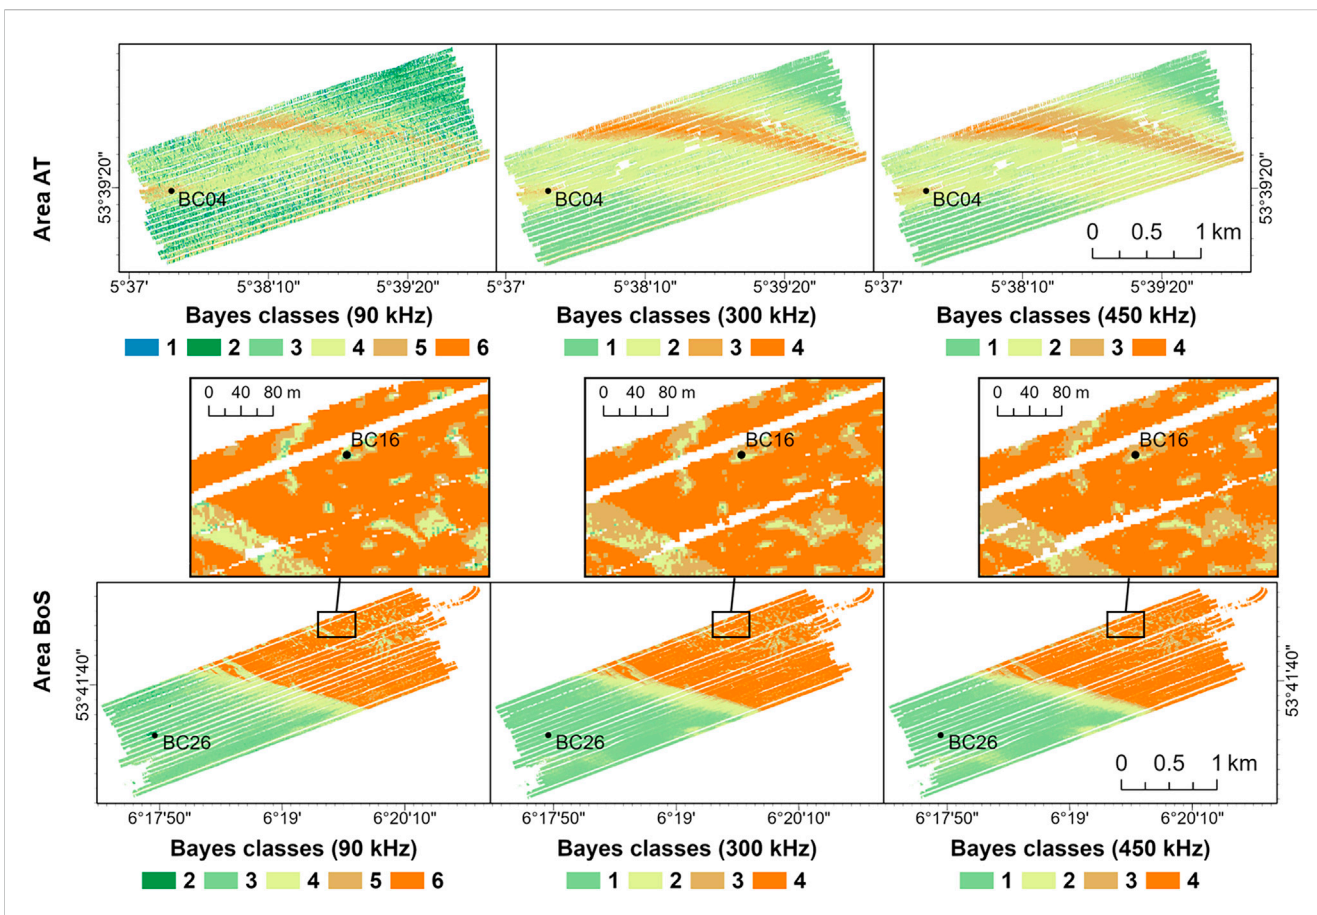 Area AT
53°39'20"
BC04
BC04
BC04
53°39'20"
0 0.5 1 km
5°37' 5°38'10" 5°39'20" 5°37' 5°38'10" 5°39'20" 5°37' 5°38'10" 5°39'20"
Bayes classes (90 kHz) Bayes classes (300 kHz) Bayes classes (450 kHz)
1 2 3 4 5 6 1 2 3 4 1 2 3 4
0 40 80 m 0 40 80 m 0 40 80 m
BC16 BC16 BC16
Area BoS
53°41'40"
53°41'40"
BC26 BC26 BC26
0 0.5 1 km
6°17'50" 6°19' 6°20'10" 6°17'50" 6°19' 6°20'10" 6°17'50" 6°19' 6°20'10"
Bayes classes (90 kHz) Bayes classes (300 kHz) Bayes classes (450 kHz)
2 3 4 5 6 1 2 3 4 1 2 3 4